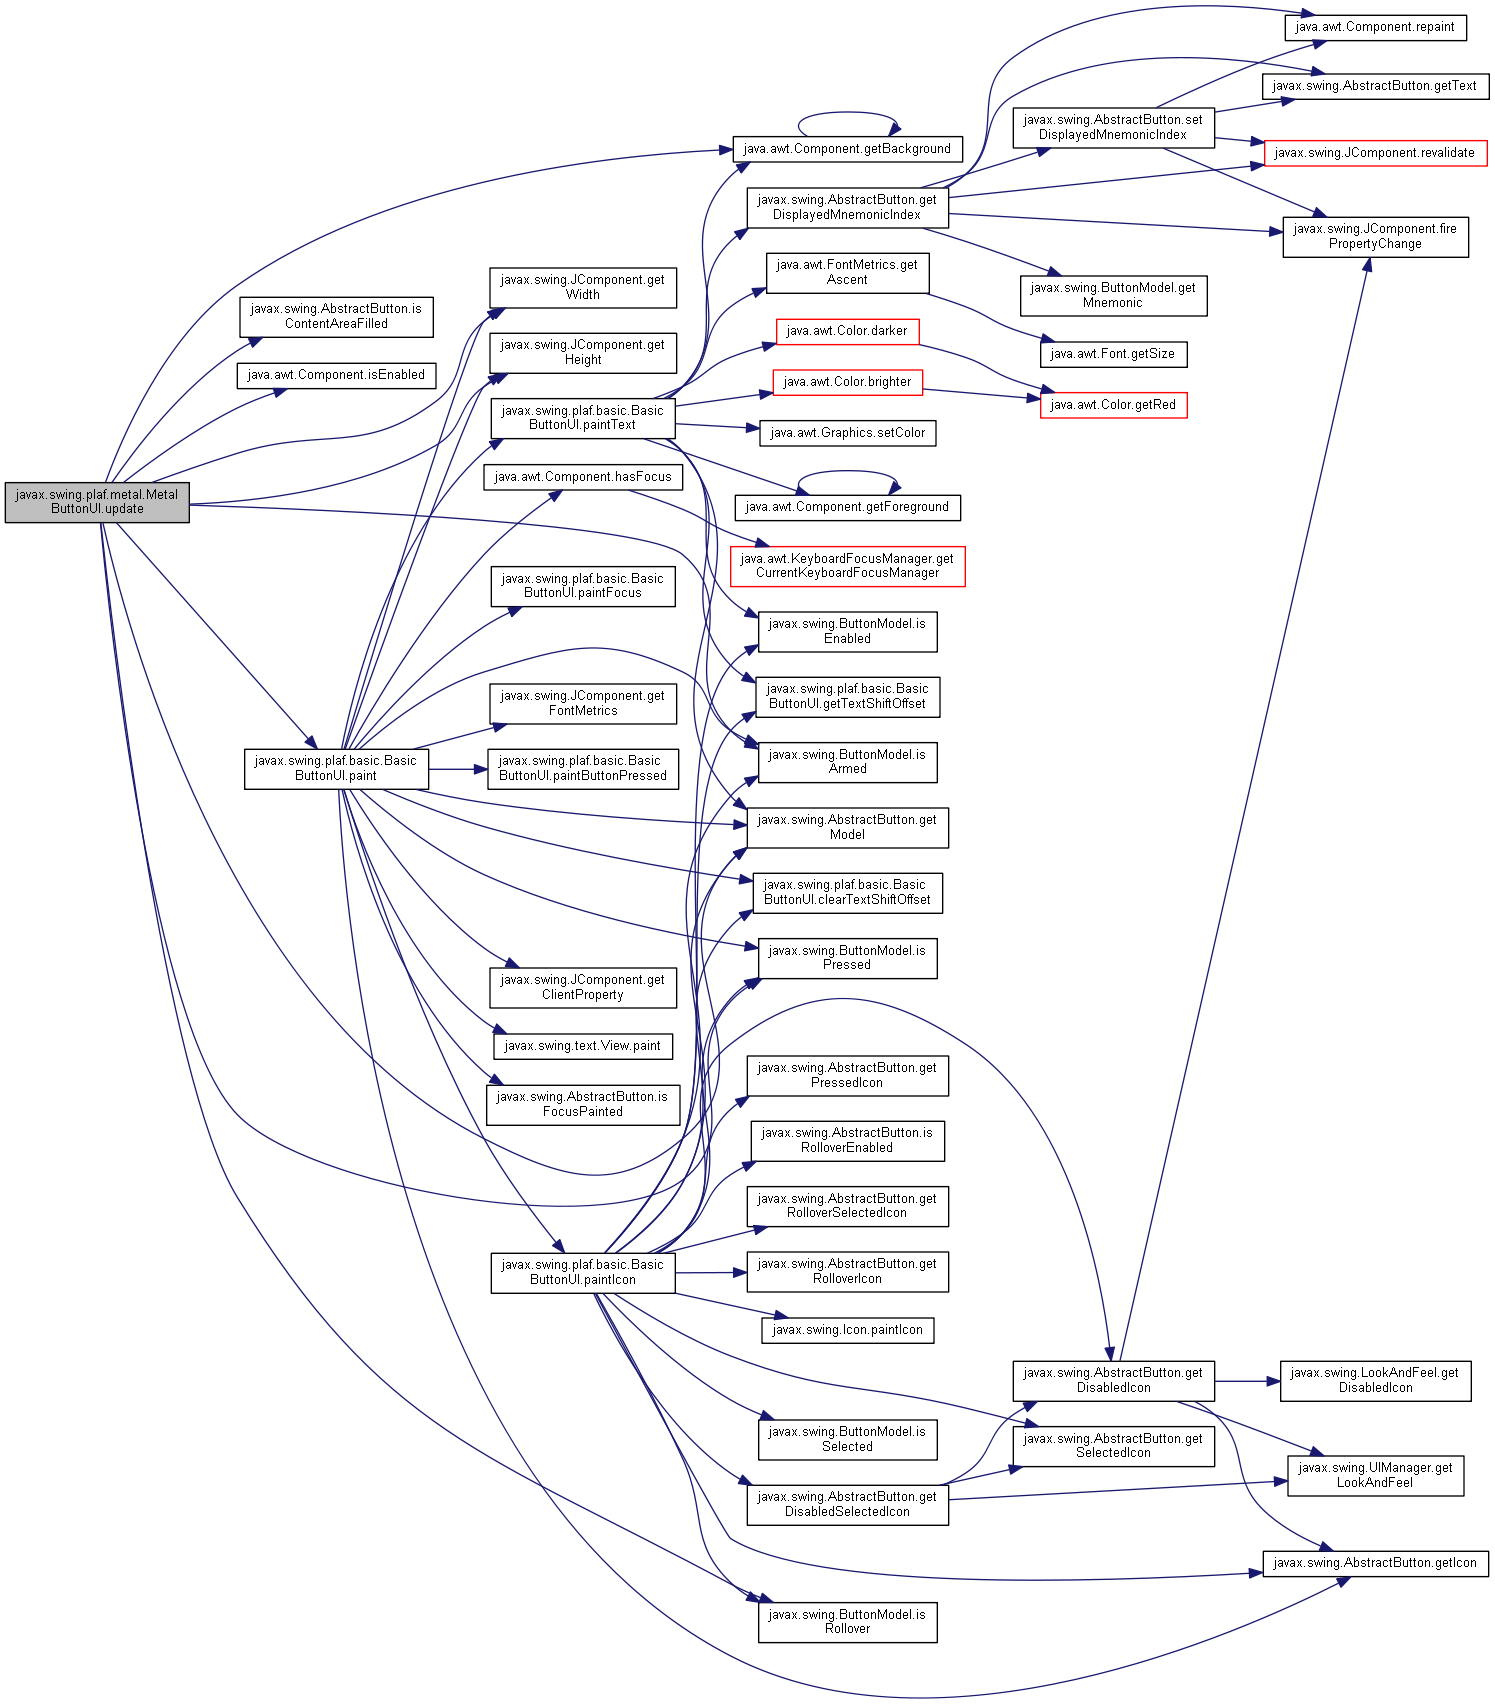 javax.swing.plaf.metal.Metal
ButtonUI.update
javax.swing.AbstractButton.is
ContentAreaFilled
java.awt.Component.isEnabled
javax.swing.plaf.basic.Basic
ButtonUI.paint
javax.swing.JComponent.get
Width
javax.swing.JComponent.get
Height
javax.swing.plaf.basic.Basic
ButtonUI.paintText
java.awt.Component.hasFocus
javax.swing.plaf.basic.Basic
ButtonUI.paintFocus
javax.swing.JComponent.get
FontMetrics
javax.swing.plaf.basic.Basic
ButtonUI.paintButtonPressed
javax.swing.JComponent.get
ClientProperty
javax.swing.text.View.paint
javax.swing.AbstractButton.is
FocusPainted
javax.swing.plaf.basic.Basic
ButtonUI.paintIcon
java.awt.Component.getBackground
javax.swing.AbstractButton.get
DisplayedMnemonicIndex
java.awt.FontMetrics.get
Ascent
java.awt.Color.darker
java.awt.Color.brighter
java.awt.Graphics.setColor
java.awt.Component.getForeground
java.awt.KeyboardFocusManager.get
CurrentKeyboardFocusManager
javax.swing.ButtonModel.is
Enabled
javax.swing.plaf.basic.Basic
ButtonUI.getTextShiftOffset
javax.swing.ButtonModel.is
Armed
javax.swing.AbstractButton.get
Model
javax.swing.plaf.basic.Basic
ButtonUI.clearTextShiftOffset
javax.swing.ButtonModel.is
Pressed
javax.swing.AbstractButton.get
PressedIcon
javax.swing.AbstractButton.is
RolloverEnabled
javax.swing.AbstractButton.get
RolloverSelectedIcon
javax.swing.AbstractButton.get
RolloverIcon
javax.swing.Icon.paintIcon
javax.swing.ButtonModel.is
Selected
javax.swing.AbstractButton.get
DisabledSelectedIcon
javax.swing.ButtonModel.is
Rollover
javax.swing.AbstractButton.set
DisplayedMnemonicIndex
javax.swing.ButtonModel.get
Mnemonic
java.awt.Font.getSize
java.awt.Color.getRed
javax.swing.AbstractButton.get
DisabledIcon
javax.swing.AbstractButton.get
SelectedIcon
java.awt.Component.repaint
javax.swing.AbstractButton.getText
javax.swing.JComponent.revalidate
javax.swing.JComponent.fire
PropertyChange
javax.swing.LookAndFeel.get
DisabledIcon
javax.swing.UIManager.get
LookAndFeel
javax.swing.AbstractButton.getIcon